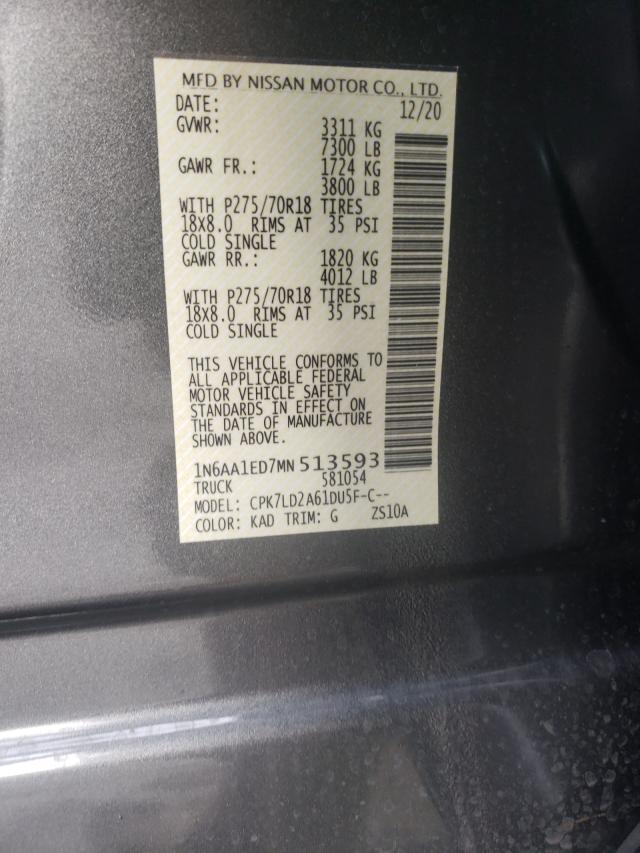 MFD BY NISSAN MOTOR CO., LTD.
DATE: 12/20
GVWR: 3311 KG
7300 LB
GAWR FR.: 1724 KG
3800 LB
WITH P275/70R18 TIRES
18X8.0 RIMS AT 35 PSI
COLD SINGLE
GAWR RR.: 1820 KG
4012 LB
WITH P275/70R18 TIRES
18X8.0 RIMS AT 35 PSI
COLD SINGLE
THIS VEHICLE CONFORMS TO
ALL APPLICABLE FEDERAL
MOTOR VEHICLE SAFETY
STANDARDS IN EFFECT ON
THE DATE OF MANUFACTURE
SHOWN ABOVE.
1N6AA1ED7MN 513593
TRUCK 581054
MODEL: CPK7LD2A61DU5F-C--
COLOR: KAD TRIM: G ZS10A